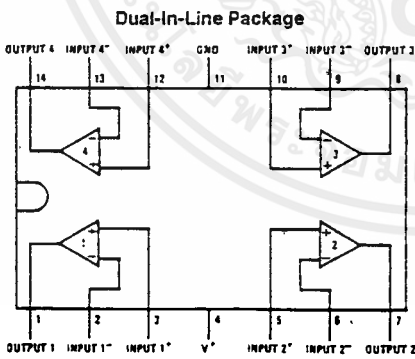 Dual-In-Line Package
OUTPUT 4 INPUT 4⁻ INPUT 4⁺ GND INPUT 3⁺ INPUT 3⁻ OUTPUT 3
14 13 12 11 10 9 8
4 3
1 2
1 2 3 4 5 6 7
OUTPUT 1 INPUT 1⁻ INPUT 1⁺ V⁺ INPUT 2⁺ INPUT 2⁻ OUTPUT 2